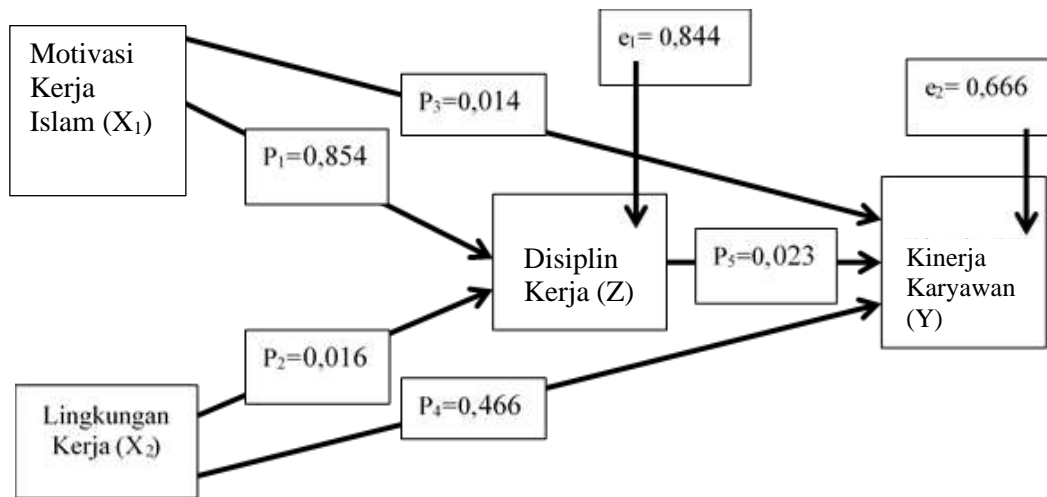 Motivasi
Kerja
Islam (X₁)
e₁= 0,844
e₂= 0,666
P₃=0,014
P₁=0,854
Disiplin
Kerja (Z)
P₅=0,023
Kinerja
Karyawan
(Y)
P₂=0,016
P₄=0,466
Lingkungan
Kerja (X₂)